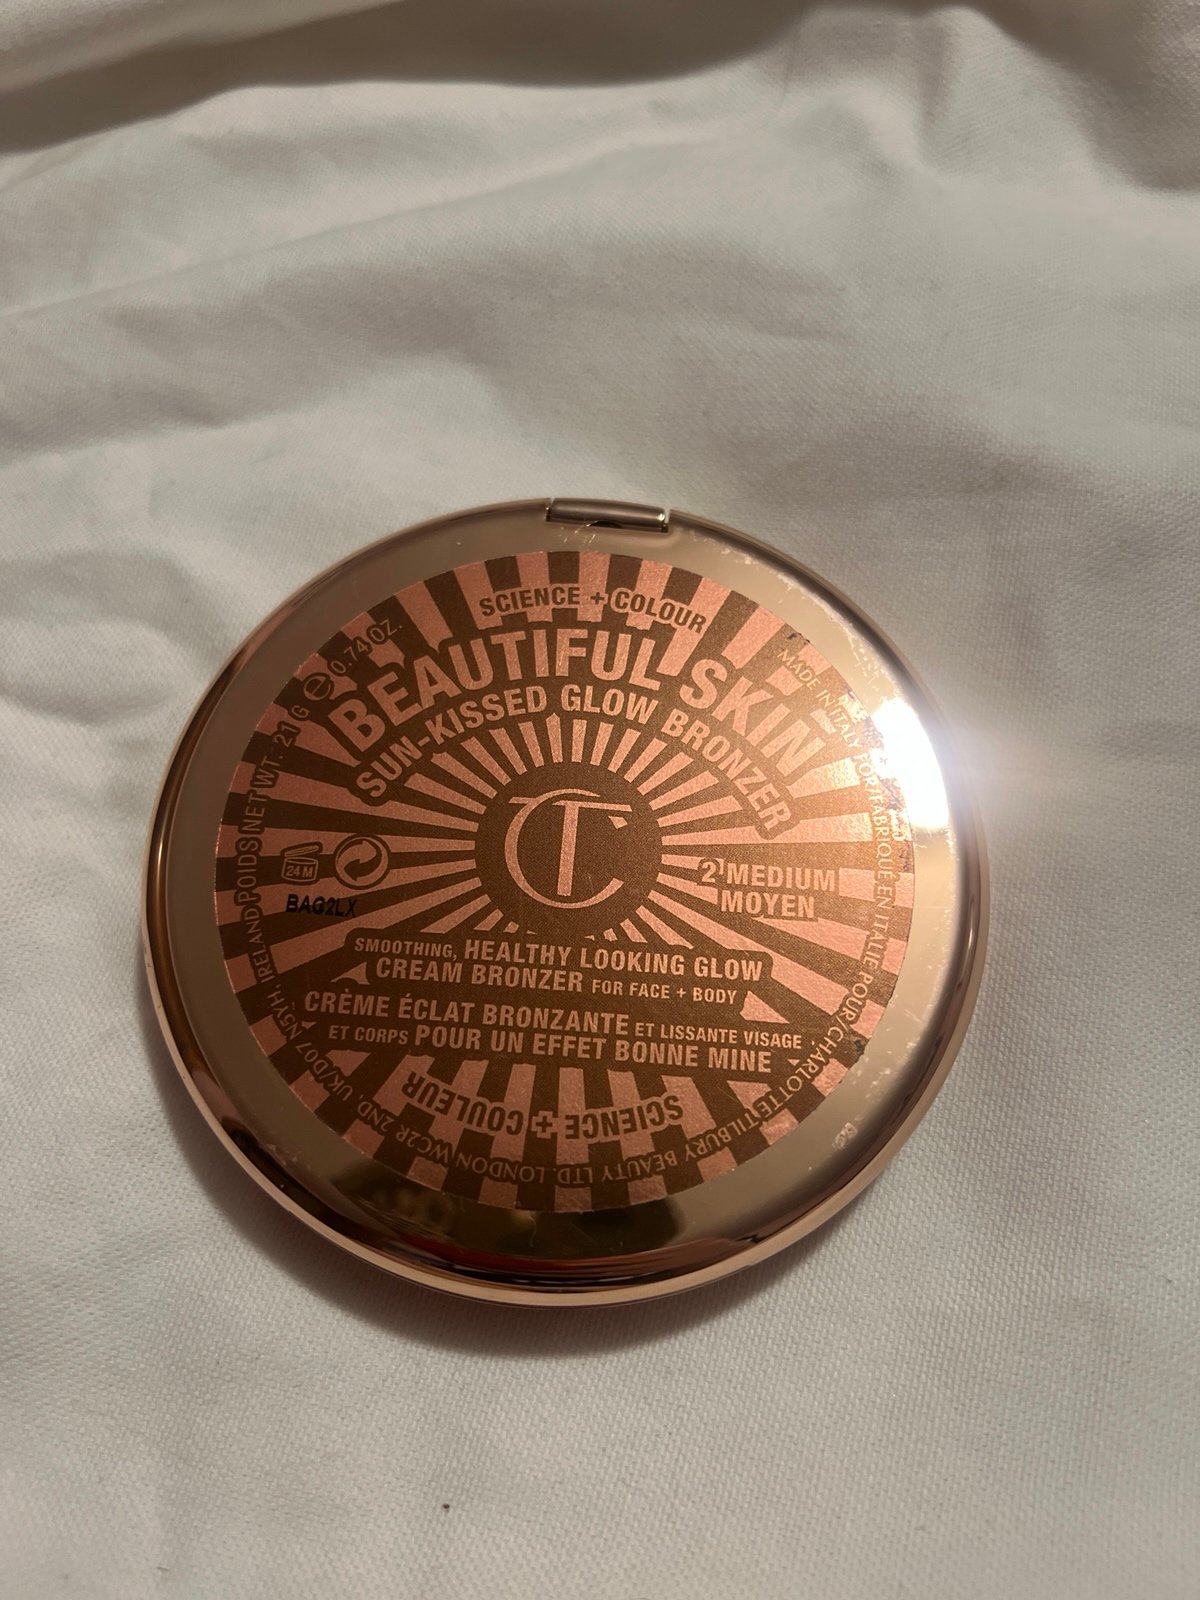 SCIENCE + COLOUR
BEAUTIFUL SKIN
SUN-KISSED GLOW BRONZER
CT
2 MEDIUM
MOYEN
24 M
BAG2LX
SMOOTHING, HEALTHY LOOKING GLOW
CREAM BRONZER FOR FACE + BODY
CRÈME ÉCLAT BRONZANTE ET LISSANTE VISAGE
ET CORPS POUR UN EFFET BONNE MINE
SCIENCE + COULEUR
MADE IN ITALY FOR/FABRIQUÉ EN ITALIE POUR/CHARLOTTE TILBURY BEAUTY LTD. LONDON WC2R 2ND, UK/D07 N5YH, IRELAND
POIDS NET WT. 21 G ℮ 0.74 OZ.